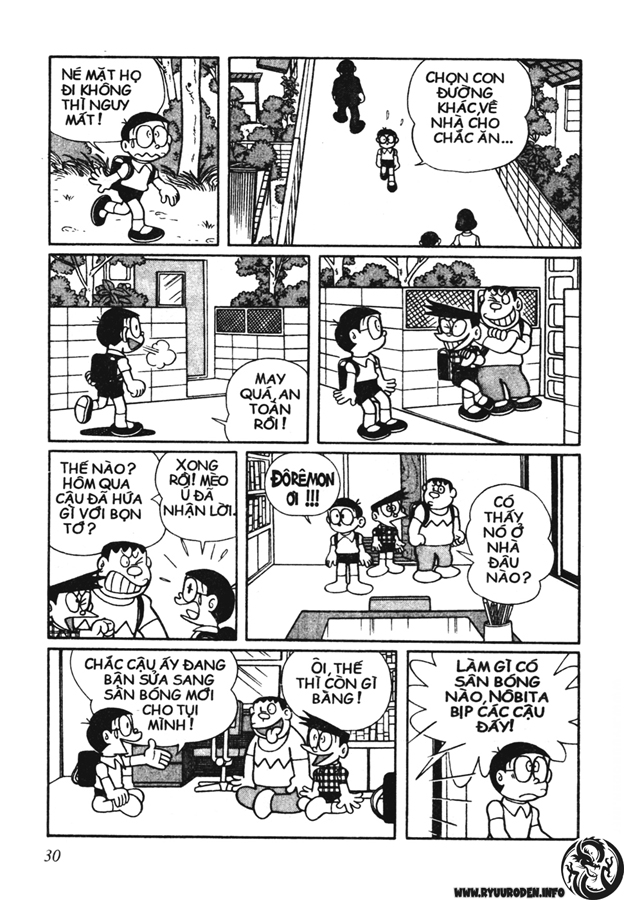 NÉ MẶT HỌ
ĐI KHÔNG
THÌ NGUY
MẤT!
CHỌN CON
ĐƯỜNG
KHÁC VỀ
NHÀ CHO
CHẮC ĂN...
MAY
QUÁ, AN
TOÀN
RỒI!
THẾ NÀO?
HÔM QUA
CẬU ĐÃ HỨA
GÌ VỚI BỌN
TỚ?
XONG
RỒI! MÈO
Ú ĐÃ
NHẬN LỜI.
ĐÔRÊMON
ƠI !!!
CÓ
THẤY
NÓ Ở
NHÀ
ĐÂU
NÀO?
CHẮC CẬU ẤY ĐANG
BẬN SỬA SANG
SÂN BÓNG MỚI
CHO TỤI
MÌNH!
ÔI, THẾ
THÌ CÒN GÌ
BẰNG!
LÀM GÌ CÓ
SÂN BÓNG
NÀO, NÔBITA
BỊP CÁC CẬU
ĐẤY!
30
WWW.RYUURODEN.INFO